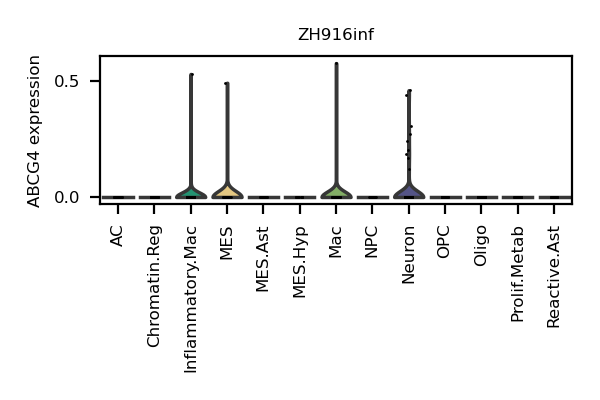 ZH916inf
ABCG4 expression
0.5
0.0
AC
Chromatin.Reg
Inflammatory.Mac
MES
MES.Ast
MES.Hyp
Mac
NPC
Neuron
OPC
Oligo
Prolif.Metab
Reactive.Ast